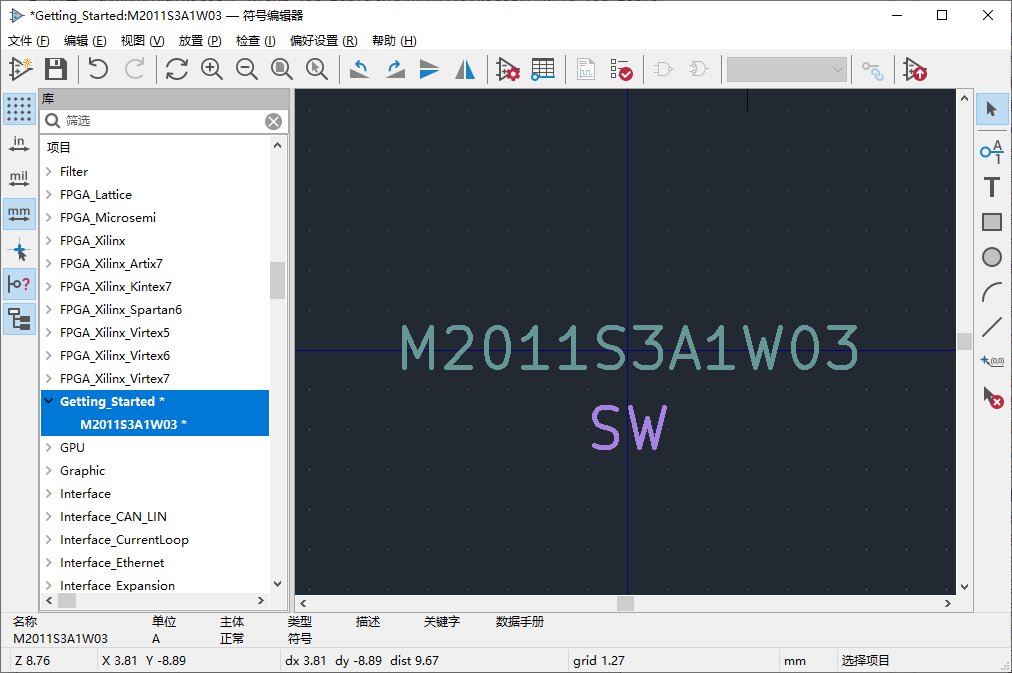 *Getting_Started:M2011S3A1W03 — 符号编辑器
文件 (F) 编辑 (E) 视图 (V) 放置 (P) 检查 (I) 偏好设置 (R) 帮助 (H)
库
in
筛选
mil
项目
mm
Filter
FPGA_Lattice
FPGA_Microsemi
FPGA_Xilinx
FPGA_Xilinx_Artix7
FPGA_Xilinx_Kintex7
FPGA_Xilinx_Spartan6
FPGA_Xilinx_Virtex5
FPGA_Xilinx_Virtex6
FPGA_Xilinx_Virtex7
Getting_Started *
M2011S3A1W03 *
GPU
Graphic
Interface
Interface_CAN_LIN
Interface_CurrentLoop
Interface_Ethernet
Interface_Expansion
M2011S3A1W03
SW
A
1
T
(0,0)
名称 单位 主体 类型 描述 关键字 数据手册
M2011S3A1W03 A 正常 符号
Z 8.76 X 3.81 Y -8.89 dx 3.81 dy -8.89 dist 9.67 grid 1.27 mm 选择项目